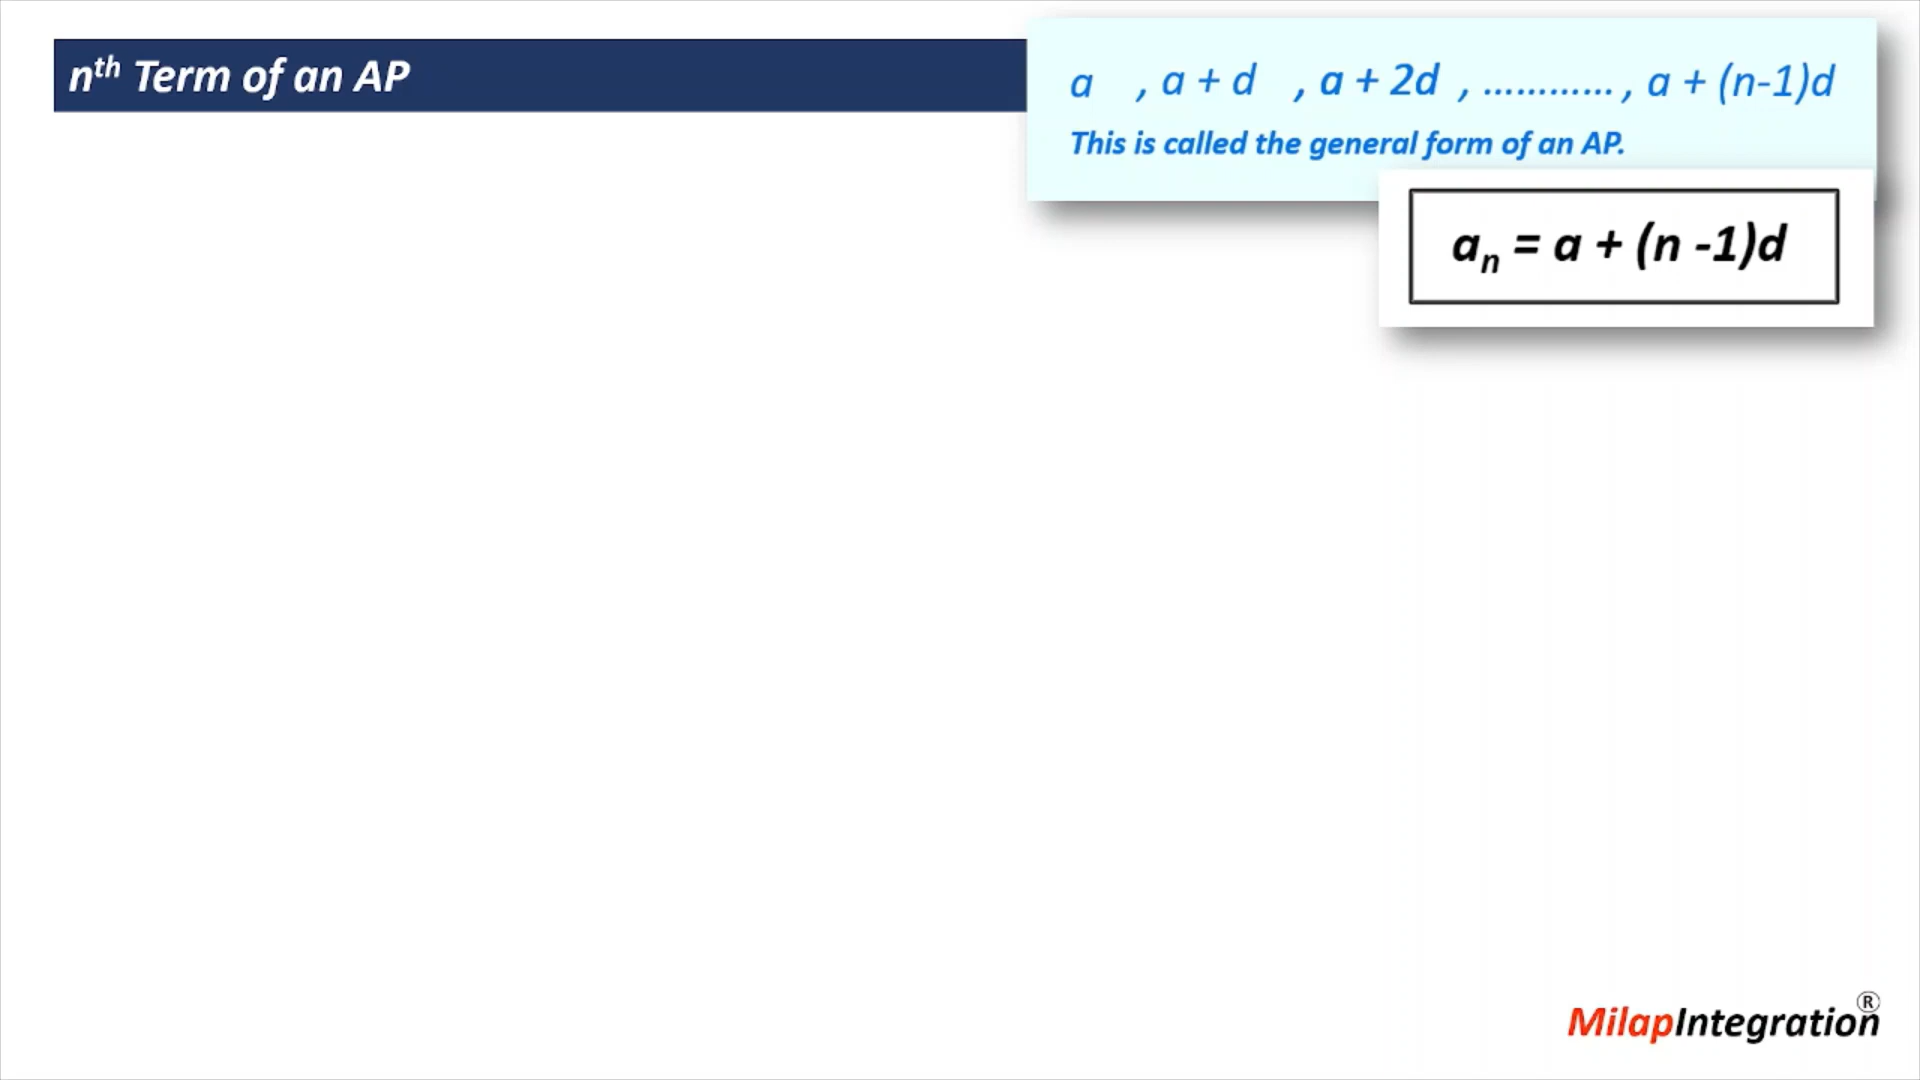 nth Term of an AP
a , a + d , a + 2d , ............, a + (n-1)d
This is called the general form of an AP.
an = a + (n -1)d
MilapIntegration®